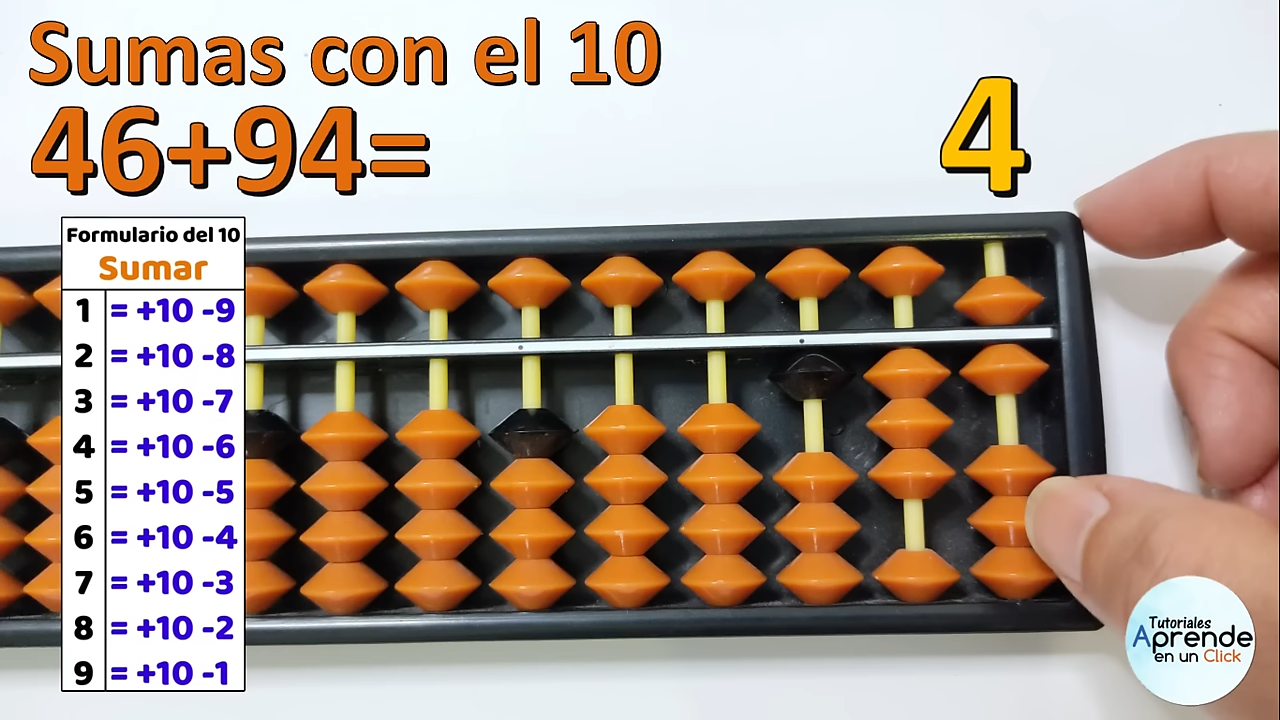 Sumas con el 10
46+94=
4
Formulario del 10
Sumar
1 = +10 -9
2 = +10 -8
3 = +10 -7
4 = +10 -6
5 = +10 -5
6 = +10 -4
7 = +10 -3
8 = +10 -2
9 = +10 -1
Tutoriales
Aprende
en un Click